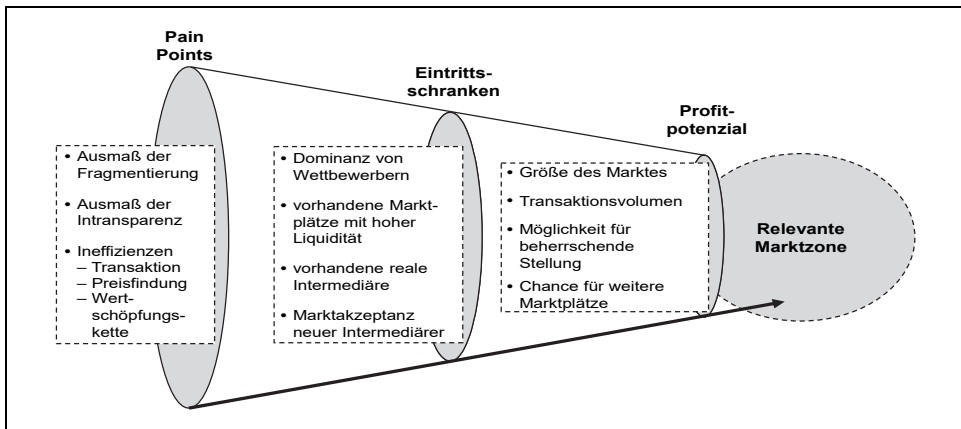 Pain
Points
• Ausmaß der
Fragmentierung
• Ausmaß der
Intransparenz
• Ineffizienzen
– Transaktion
– Preisfindung
– Wert-
schöpfungs-
kette
Eintritts-
schranken
• Dominanz von
Wettbewerbern
• vorhandene Markt-
plätze mit hoher
Liquidität
• vorhandene reale
Intermediäre
• Marktakzeptanz
neuer Intermediärer
Profit-
potenzial
• Größe des Marktes
• Transaktionsvolumen
• Möglichkeit für
beherrschende
Stellung
• Chance für weitere
Marktplätze
Relevante
Marktzone